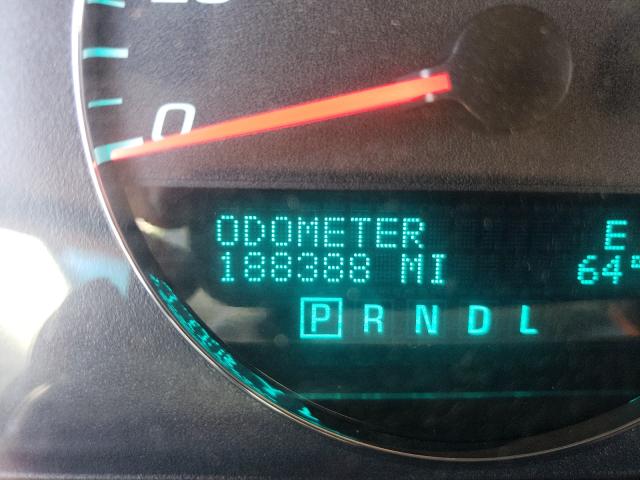 0
ODOMETER E
188388 MI 64°
P R N D L